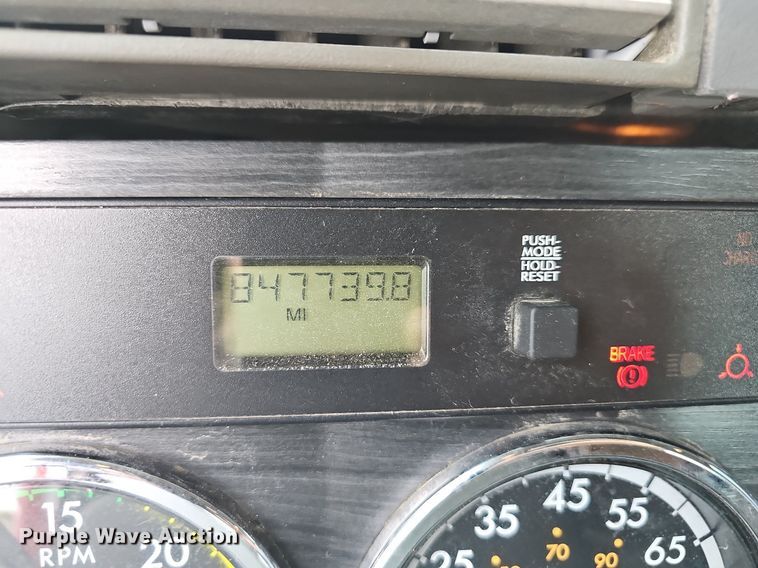 PUSH-
MODE
HOLD-
RESET
NO
847739.8
MI
BRAKE
15
RPM
20
25
35
45
55
65
70
90
Purple Wave Auction